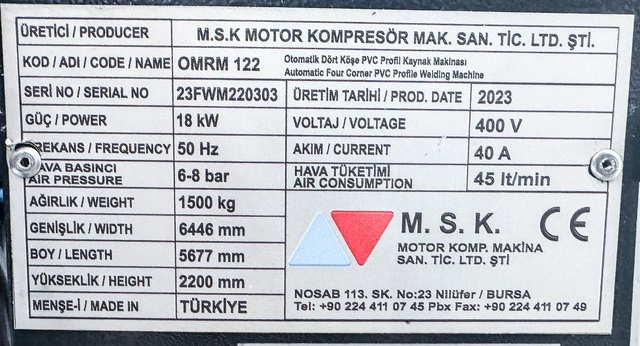 ÜRETİCİ / PRODUCER M.S.K MOTOR KOMPRESÖR MAK. SAN. TİC. LTD. ŞTİ.
KOD / ADI / CODE / NAME OMRM 122 Otomatik Dört Köşe PVC Profil Kaynak Makinası
Automatic Four Corner PVC Profile Welding Machine
SERİ NO / SERIAL NO 23FWM220303 ÜRETİM TARİHİ / PROD. DATE 2023
GÜÇ / POWER 18 kW VOLTAJ / VOLTAGE 400 V
REKANS / FREQUENCY 50 Hz AKIM / CURRENT 40 A
AVA BASINCI
AIR PRESSURE 6-8 bar HAVA TÜKETİMİ
AIR CONSUMPTION 45 lt/min
AĞIRLIK / WEIGHT 1500 kg
GENİŞLİK / WIDTH 6446 mm
BOY / LENGTH 5677 mm
YÜKSEKLİK / HEIGHT 2200 mm
MENŞE-İ / MADE IN TÜRKİYE
M. S. K. CE
MOTOR KOMP. MAKİNA
SAN. TİC. LTD. ŞTİ
NOSAB 113. SK. No:23 Nilüfer / BURSA
Tel: +90 224 411 07 45 Pbx Fax: +90 224 411 07 49